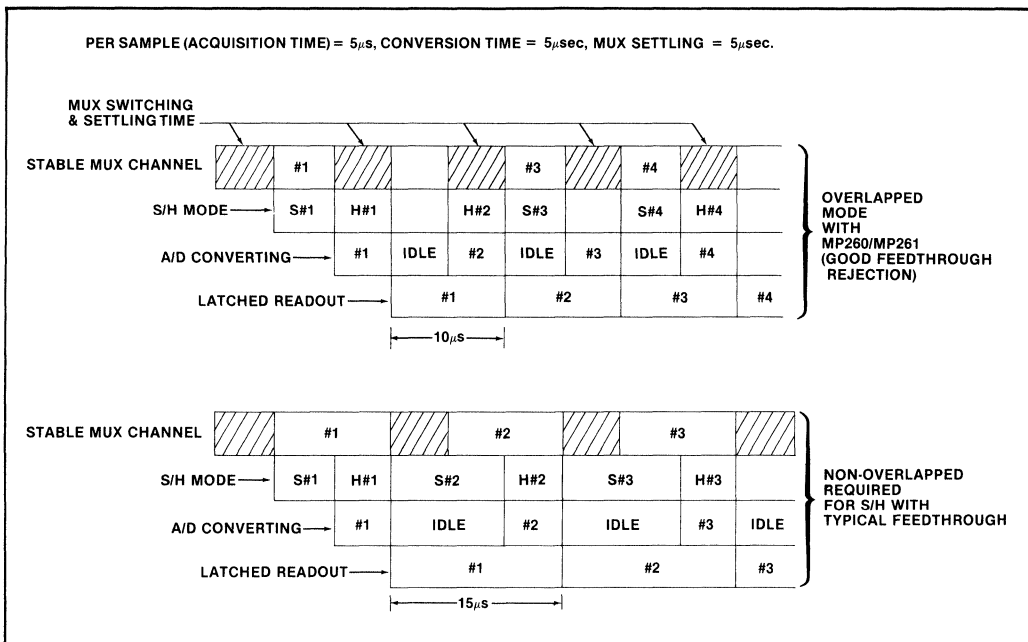 PER SAMPLE (ACQUISITION TIME) = 5μs, CONVERSION TIME = 5μsec, MUX SETTLING = 5μsec.
MUX SWITCHING
& SETTLING TIME
STABLE MUX CHANNEL #1 #3 #4
S/H MODE S#1 H#1 H#2 S#3 S#4 H#4
A/D CONVERTING #1 IDLE #2 IDLE #3 IDLE #4
LATCHED READOUT #1 #2 #3 #4
10μs
OVERLAPPED
MODE
WITH
MP260/MP261
(GOOD FEEDTHROUGH
REJECTION)
STABLE MUX CHANNEL #1 #2 #3
S/H MODE S#1 H#1 S#2 H#2 S#3 H#3
A/D CONVERTING #1 IDLE #2 IDLE #3 IDLE
LATCHED READOUT #1 #2 #3
15μs
NON-OVERLAPPED
REQUIRED
FOR S/H WITH
TYPICAL FEEDTHROUGH